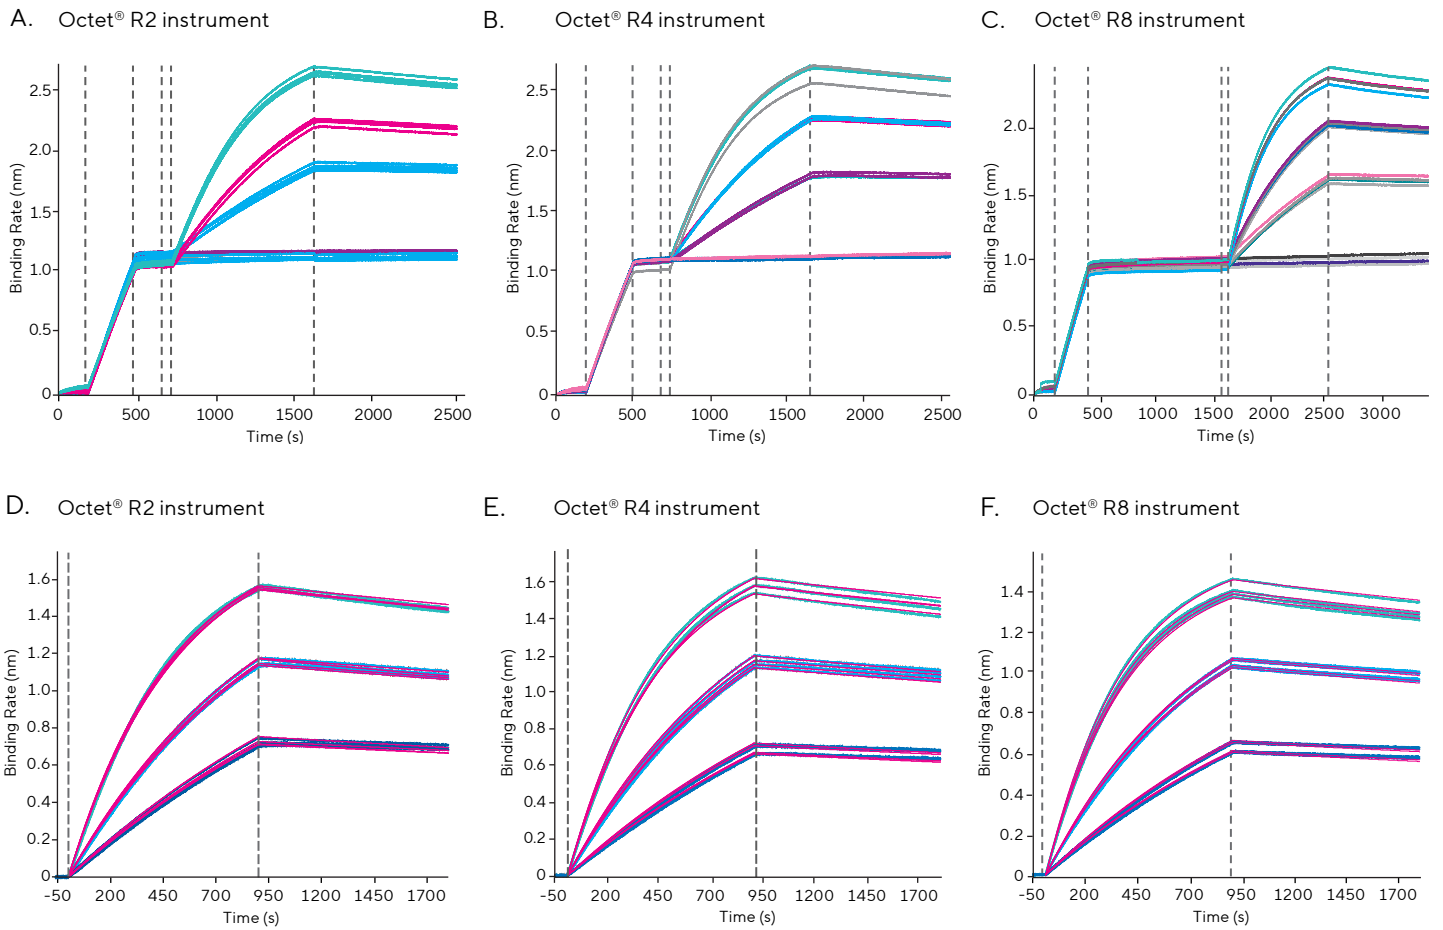 A. Octet® R2 instrument
B. Octet® R4 instrument
C. Octet® R8 instrument
Binding Rate (nm)
2.5
2.0
1.5
1.0
0.5
0
0 500 1000 1500 2000 2500
Time (s)
Binding Rate (nm)
2.5
2.0
1.5
1.0
0.5
0
0 500 1000 1500 2000 2500
Time (s)
Binding Rate (nm)
2.0
1.5
1.0
0.5
0
0 500 1000 1500 2000 2500 3000
Time (s)
D. Octet® R2 instrument
E. Octet® R4 instrument
F. Octet® R8 instrument
Binding Rate (nm)
1.6
1.4
1.2
1.0
0.8
0.6
0.4
0.2
0
-50 200 450 700 950 1200 1450 1700
Time (s)
Binding Rate (nm)
1.6
1.4
1.2
1.0
0.8
0.6
0.4
0.2
0
-50 200 450 700 950 1200 1450 1700
Time (s)
Binding Rate (nm)
1.4
1.2
1.0
0.8
0.6
0.4
0.2
0
-50 200 450 700 950 1200 1450 1700
Time (s)